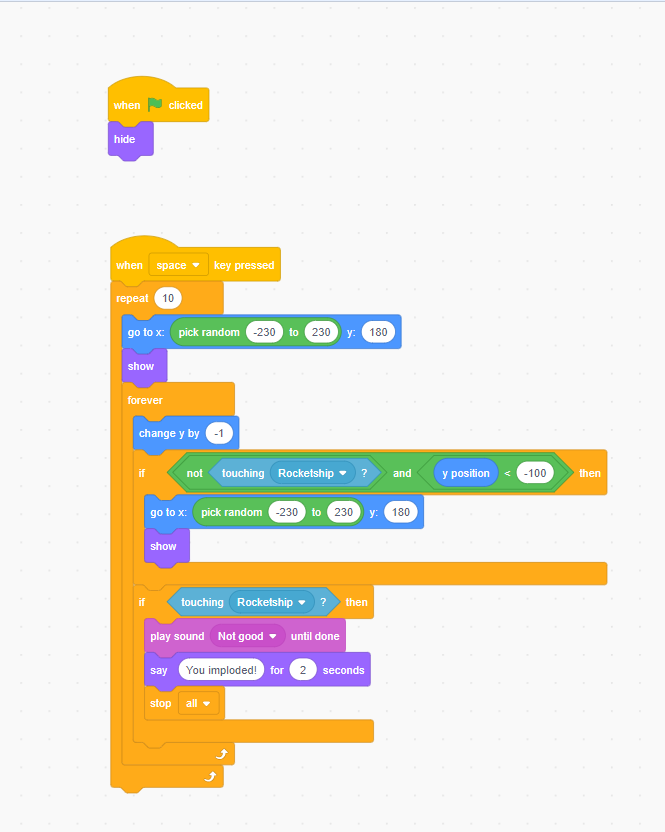 when clicked
hide
when space key pressed
repeat 10
go to x: pick random -230 to 230 y: 180
show
forever
change y by -1
if not touching Rocketship ? and y position < -100 then
go to x: pick random -230 to 230 y: 180
show
if touching Rocketship ? then
play sound Not good until done
say You imploded! for 2 seconds
stop all